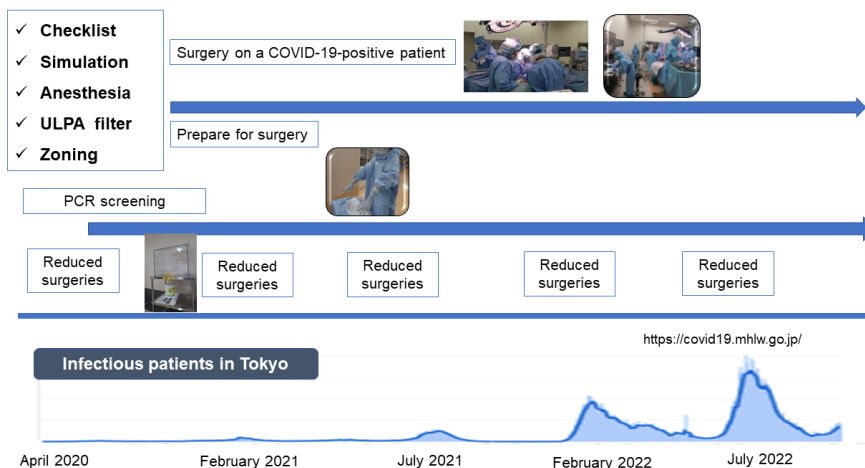 ✓ Checklist
✓ Simulation
✓ Anesthesia
✓ ULPA filter
✓ Zoning
Surgery on a COVID-19-positive patient
Prepare for surgery
PCR screening
Reduced
surgeries
Reduced
surgeries
Reduced
surgeries
Reduced
surgeries
Reduced
surgeries
https://covid19.mhlw.go.jp/
Infectious patients in Tokyo
April 2020
February 2021
July 2021
February 2022
July 2022